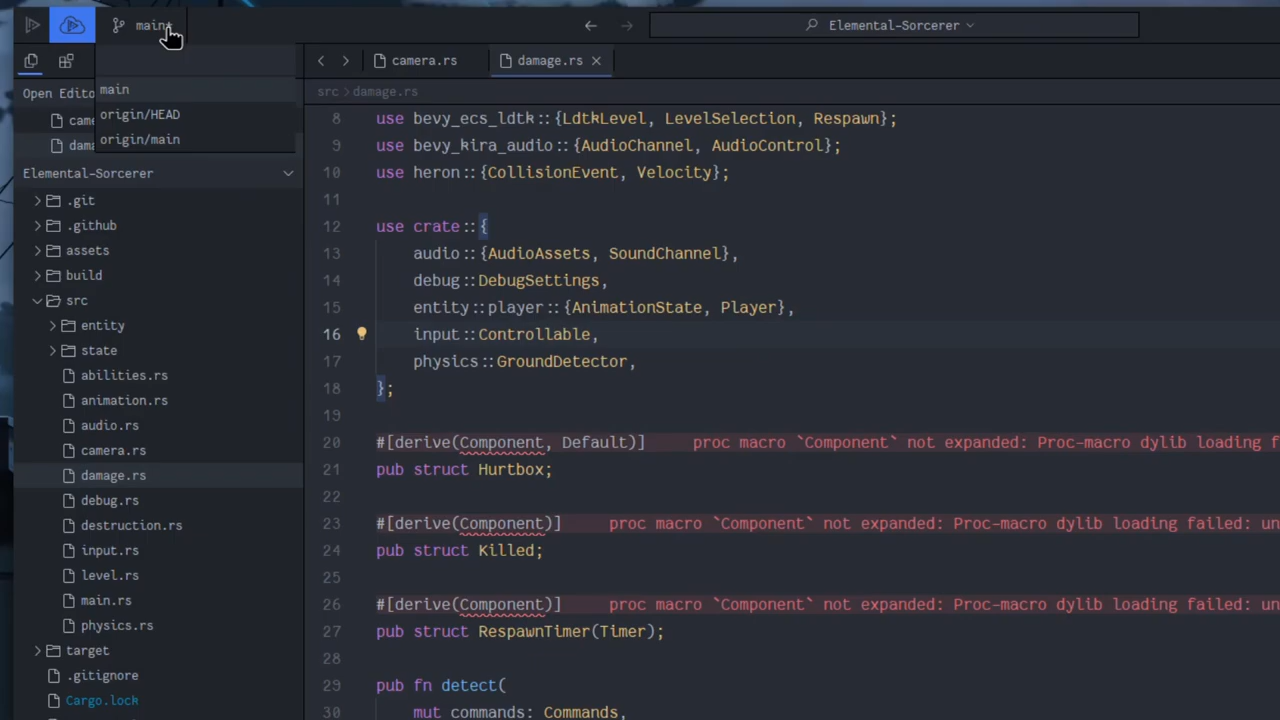 main*
Elemental-Sorcerer
main
origin/HEAD
origin/main
Open Edito
came
dama
Elemental-Sorcerer
.git
.github
assets
build
src
entity
state
abilities.rs
animation.rs
audio.rs
camera.rs
damage.rs
debug.rs
destruction.rs
input.rs
level.rs
main.rs
physics.rs
target
.gitignore
Cargo.lock
camera.rs damage.rs
src > damage.rs
8 use bevy_ecs_ldtk::{LdtkLevel, LevelSelection, Respawn};
9 use bevy_kira_audio::{AudioChannel, AudioControl};
10 use heron::{CollisionEvent, Velocity};
11
12 use crate::{
13 audio::{AudioAssets, SoundChannel},
14 debug::DebugSettings,
15 entity::player::{AnimationState, Player},
16 input::Controllable,
17 physics::GroundDetector,
18 };
19
20 #[derive(Component, Default)] proc macro `Component` not expanded: Proc-macro dylib loading f
21 pub struct Hurtbox;
22
23 #[derive(Component)] proc macro `Component` not expanded: Proc-macro dylib loading failed: un
24 pub struct Killed;
25
26 #[derive(Component)] proc macro `Component` not expanded: Proc-macro dylib loading failed: un
27 pub struct RespawnTimer(Timer);
28
29 pub fn detect(
30 mut commands: Commands,